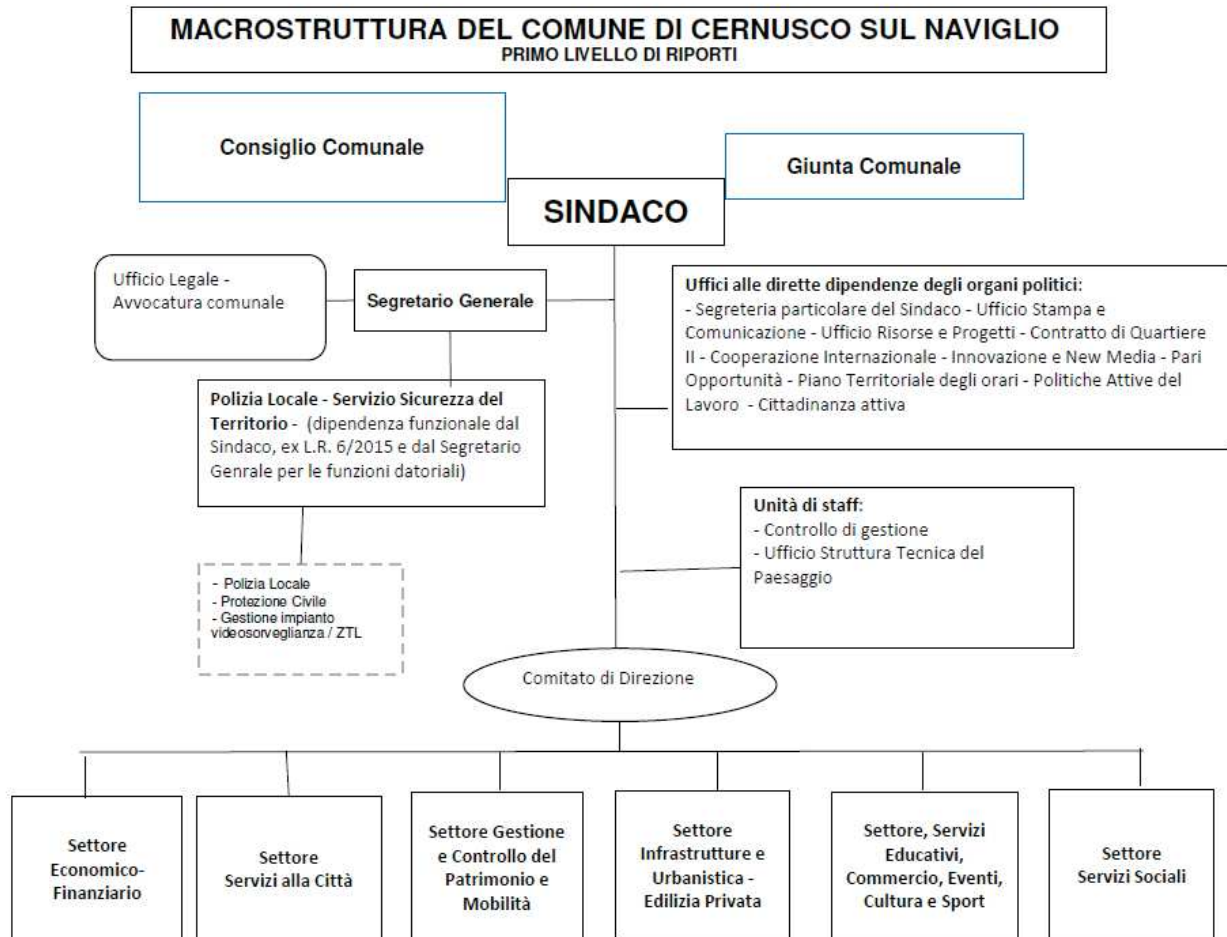 MACROSTRUTTURA DEL COMUNE DI CERNUSCO SUL NAVIGLIO
PRIMO LIVELLO DI RIPORTI
Consiglio Comunale
Giunta Comunale
SINDACO
Ufficio Legale -
Avvocatura comunale
Segretario Generale
Uffici alle dirette dipendenze degli organi politici:
- Segreteria particolare del Sindaco - Ufficio Stampa e
Comunicazione - Ufficio Risorse e Progetti - Contratto di Quartiere
II - Cooperazione Internazionale - Innovazione e New Media - Pari
Opportunità - Piano Territoriale degli orari - Politiche Attive del
Lavoro - Cittadinanza attiva
Polizia Locale - Servizio Sicurezza del
Territorio - (dipendenza funzionale dal
Sindaco, ex L.R. 6/2015 e dal Segretario
Genrale per le funzioni datoriali)
Unità di staff:
- Controllo di gestione
- Ufficio Struttura Tecnica del
Paesaggio
- Polizia Locale
- Protezione Civile
- Gestione impianto
videosorveglianza / ZTL
Comitato di Direzione
Settore
Economico-
Finanziario
Settore
Servizi alla Città
Settore Gestione
e Controllo del
Patrimonio e
Mobilità
Settore
Infrastrutture e
Urbanistica -
Edilizia Privata
Settore, Servizi
Educativi,
Commercio, Eventi,
Cultura e Sport
Settore
Servizi Sociali